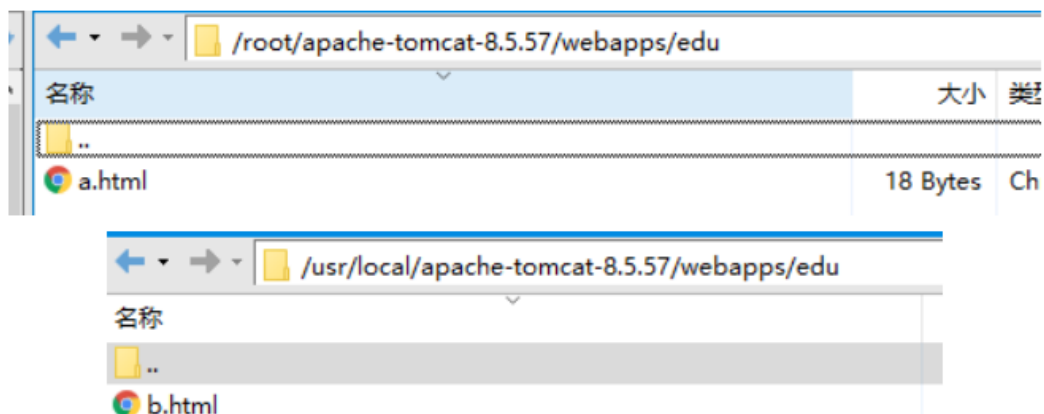 /root/apache-tomcat-8.5.57/webapps/edu
名称 大小 类型
..
a.html 18 Bytes Ch
/usr/local/apache-tomcat-8.5.57/webapps/edu
名称
..
b.html